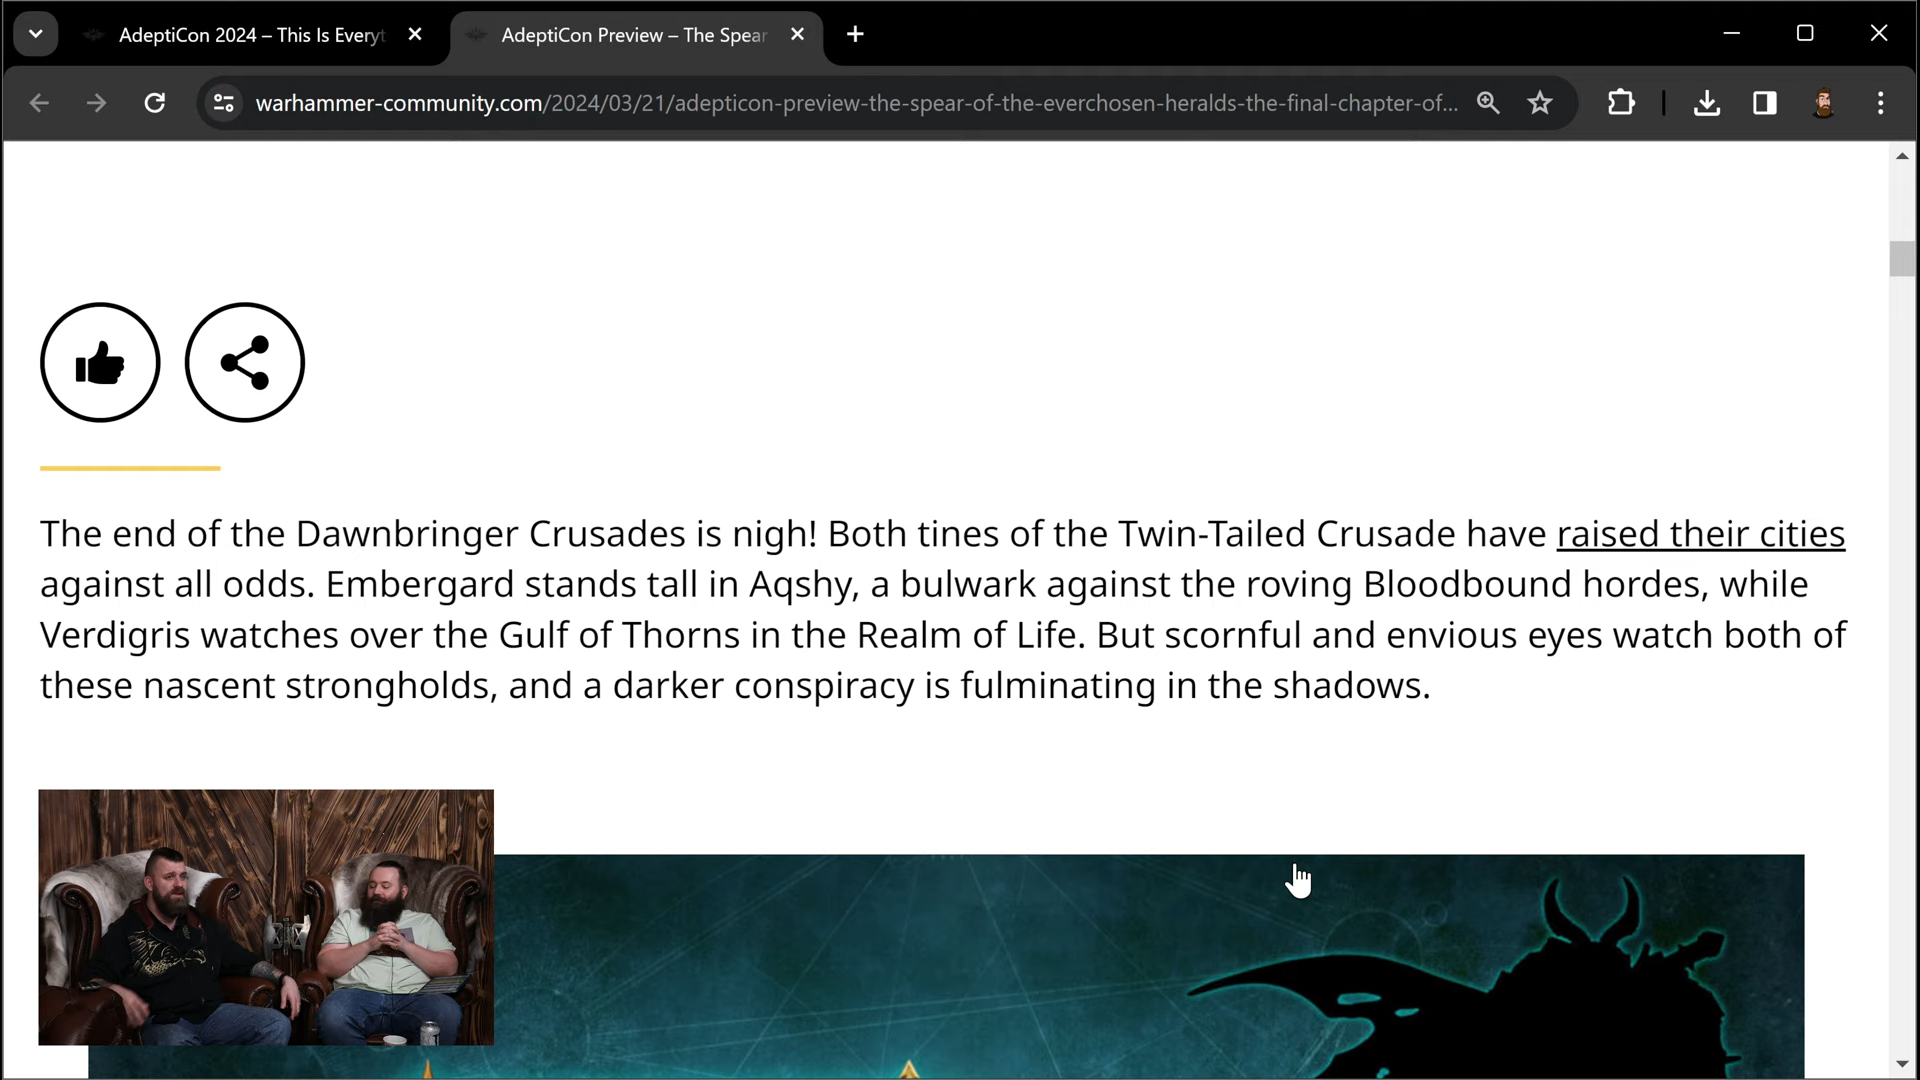 AdeptiCon 2024 – This Is Everyt
AdeptiCon Preview – The Spear
warhammer-community.com/2024/03/21/adepticon-preview-the-spear-of-the-everchosen-heralds-the-final-chapter-of...
The end of the Dawnbringer Crusades is nigh! Both tines of the Twin-Tailed Crusade have raised their cities
against all odds. Embergard stands tall in Aqshy, a bulwark against the roving Bloodbound hordes, while
Verdigris watches over the Gulf of Thorns in the Realm of Life. But scornful and envious eyes watch both of
these nascent strongholds, and a darker conspiracy is fulminating in the shadows.